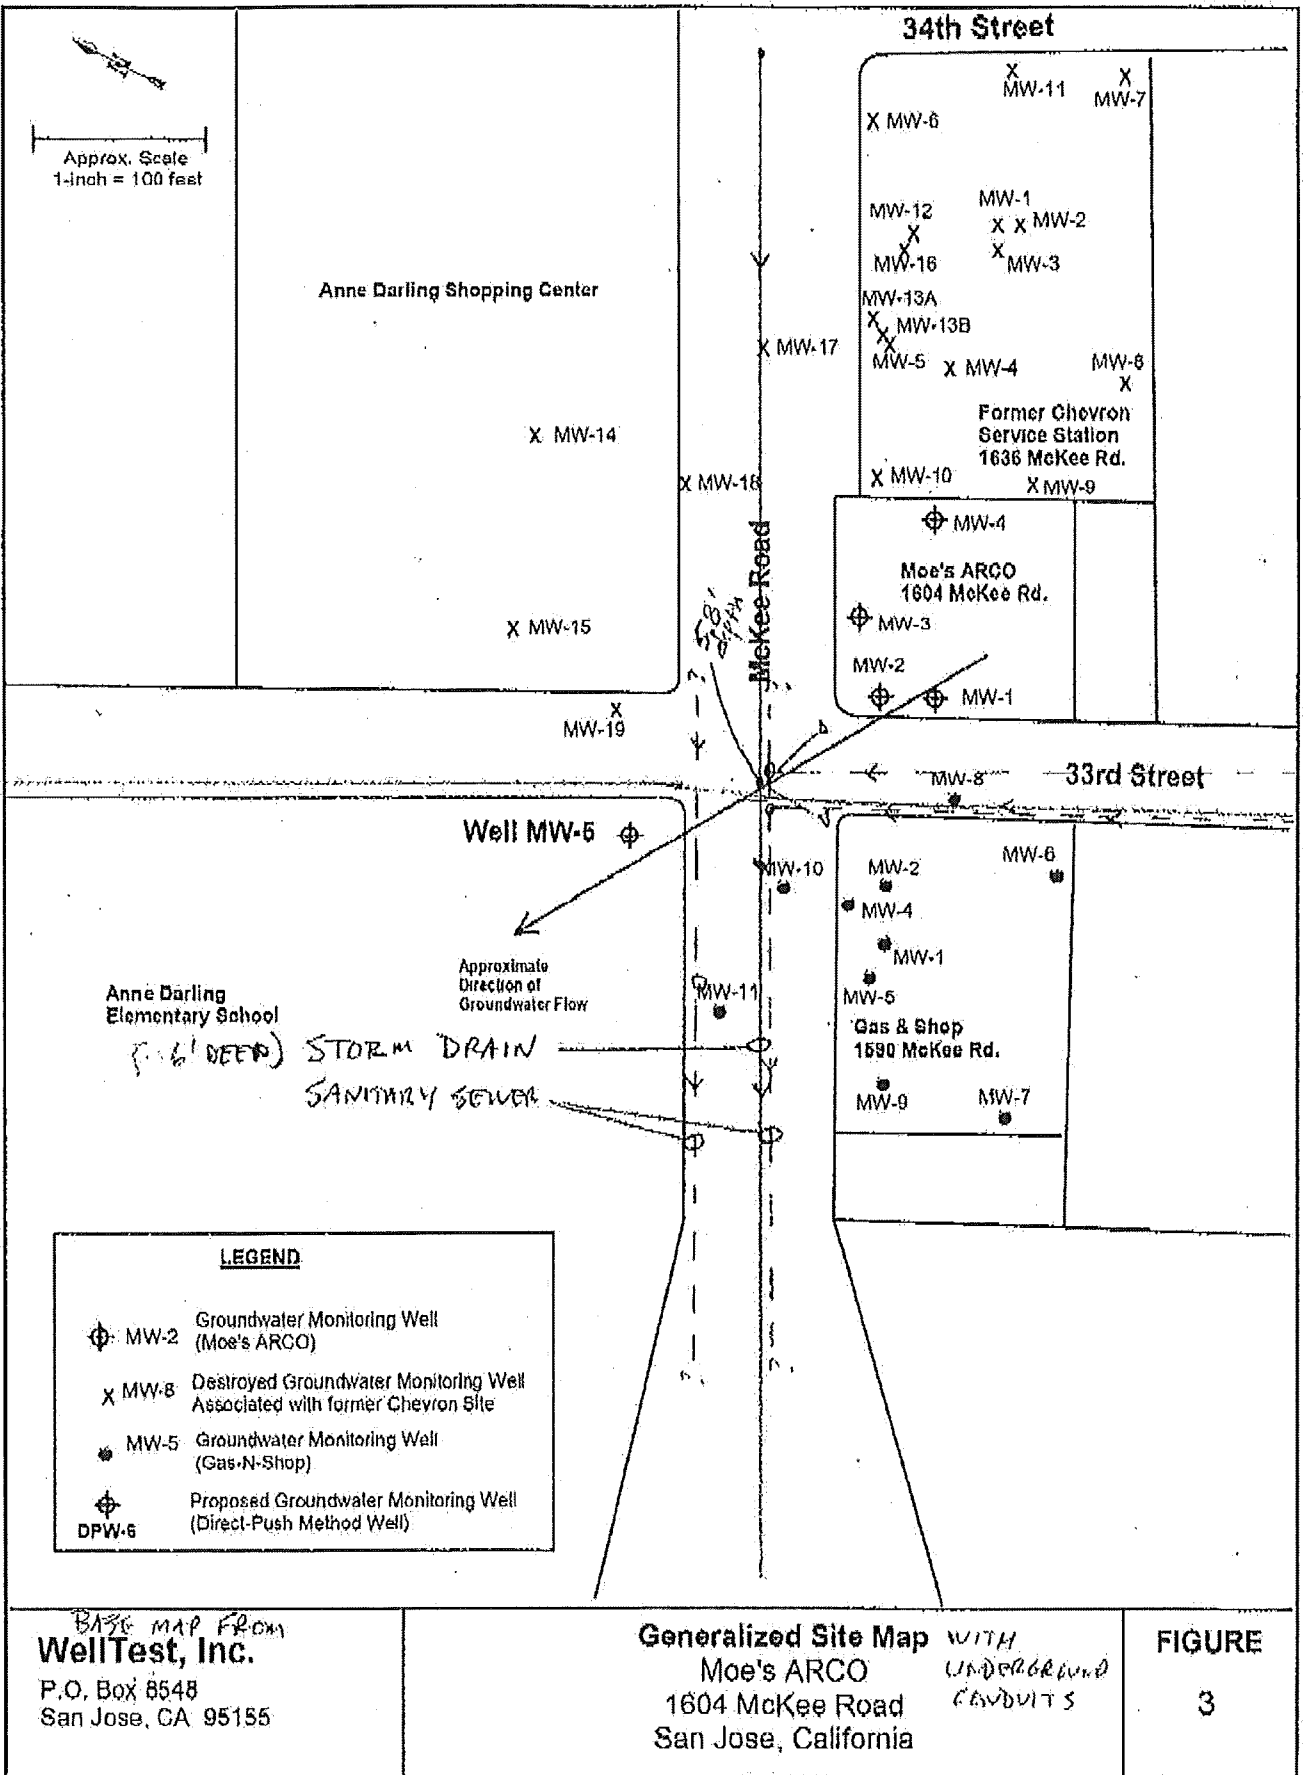 34th Street
Approx. Scale
1-inch = 100 feet
MW-11
MW-7
MW-6
MW-12
MW-1
MW-2
MW-16
MW-3
Anne Darling Shopping Center
MW-13A
MW-13B
MW-17
MW-5
MW-4
MW-8
Former Chevron
Service Station
1636 McKee Rd.
MW-14
MW-18
MW-10
MW-9
MW-4
McKee Road
Moe's ARCO
1604 McKee Rd.
MW-15
depth
MW-3
MW-2
MW-1
MW-19
MW-8
33rd Street
Well MW-5
MW-10
MW-2
MW-6
MW-4
MW-1
Approximate
Direction of
Groundwater Flow
Anne Darling
Elementary School
MW-11
MW-5
Gas & Shop
1590 McKee Rd.
6' DEEP) STORM DRAIN
SANITARY SEWER
MW-9
MW-7
LEGEND
MW-2 Groundwater Monitoring Well
(Moe's ARCO)
X MW-8 Destroyed Groundwater Monitoring Well
Associated with former Chevron Site
MW-5 Groundwater Monitoring Well
(Gas-N-Shop)
Proposed Groundwater Monitoring Well
DPW-6 (Direct-Push Method Well)
BASE MAP FROM
WellTest, Inc.
P.O. Box 8548
San Jose, CA 95155
Generalized Site Map WITH
UNDERGROUND
CONDUITS
Moe's ARCO
1604 McKee Road
San Jose, California
FIGURE
3